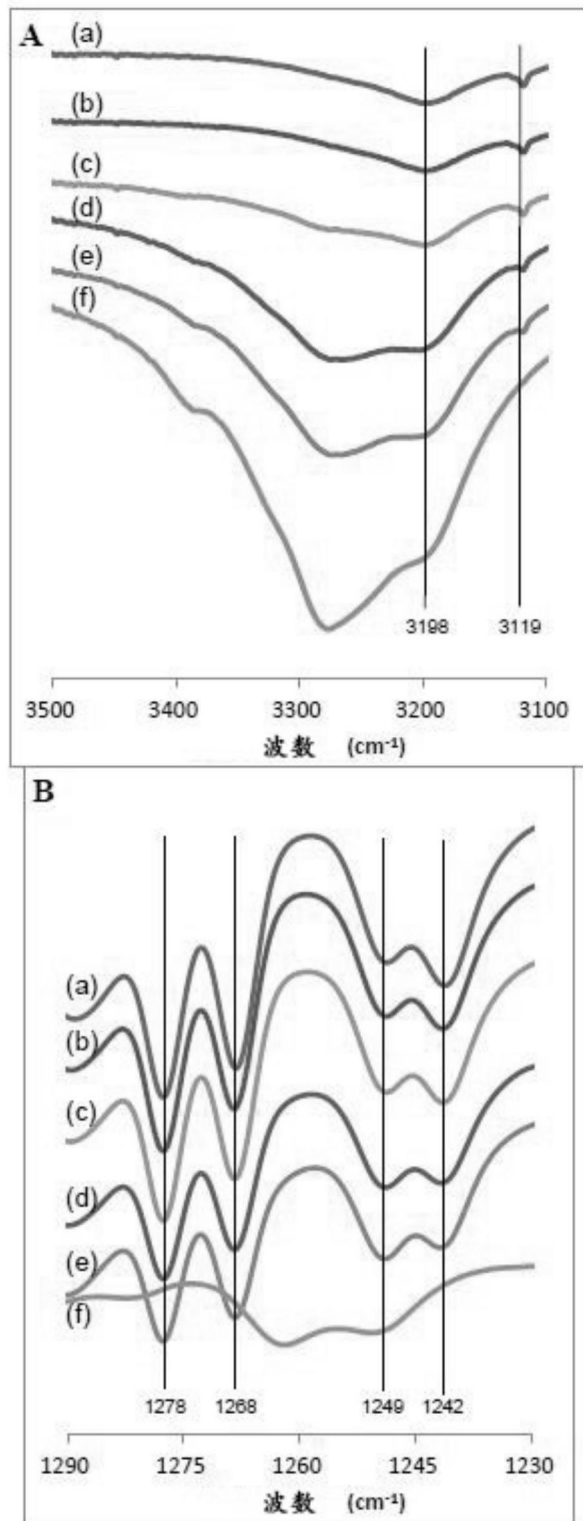 A
(a)
(b)
(c)
(d)
(e)
(f)
3198 3119
3500 3400 3300 3200 3100
波数 (cm⁻¹)
B
(a)
(b)
(c)
(d)
(e)
(f)
1278 1268 1249 1242
1290 1275 1260 1245 1230
波数 (cm⁻¹)